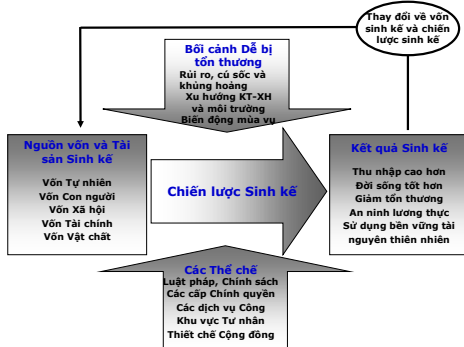 Thay đổi về vốn
sinh kế và chiến
lược sinh kế
Bối cảnh Dễ bị
tổn thương
Rủi ro, cú sốc và
khủng hoảng
Xu hướng KT-XH
và môi trường
Biến động mùa vụ
Nguồn vốn và Tài
sản Sinh kế
Vốn Tự nhiên
Vốn Con người
Vốn Xã hội
Vốn Tài chính
Vốn Vật chất
Chiến lược Sinh kế
Kết quả Sinh kế
Thu nhập cao hơn
Đời sống tốt hơn
Giảm tổn thương
An ninh lương thực
Sử dụng bền vững tài
nguyên thiên nhiên
Các Thể chế
Luật pháp, Chính sách
Các cấp Chính quyền
Các dịch vụ Công
Khu vực Tư nhân
Thiết chế Cộng đồng